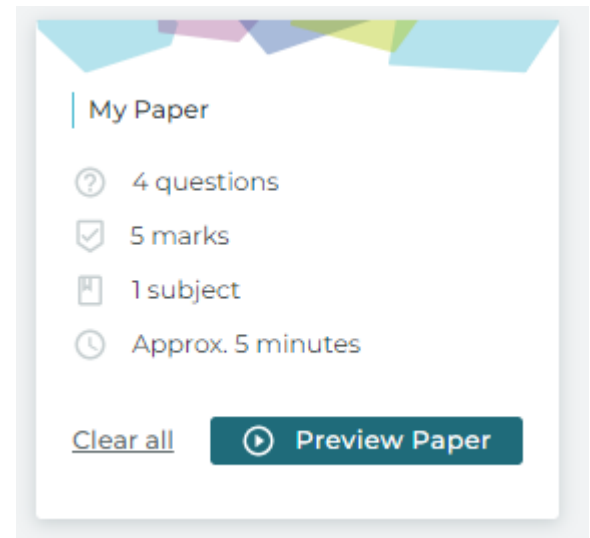 My Paper
4 questions
5 marks
1 subject
Approx. 5 minutes
Clear all Preview Paper